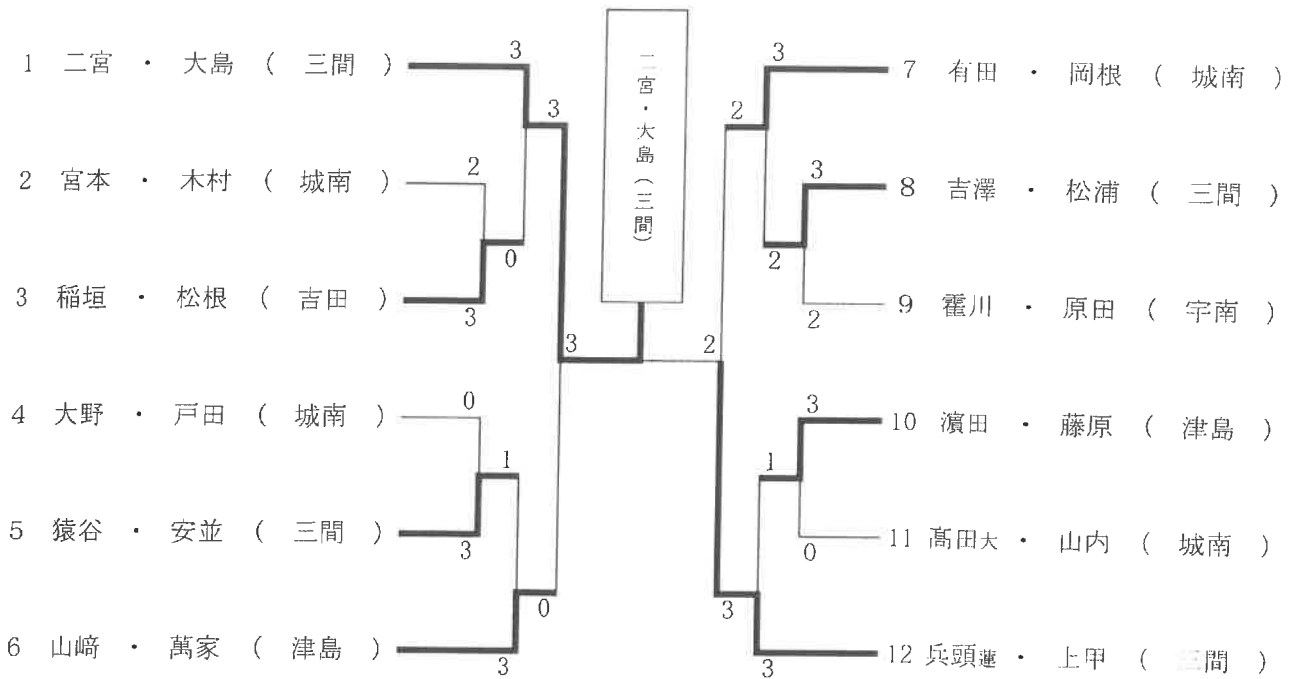 1 二宮 ・ 大島 ( 三間 )
3
2 宮本 ・ 木村 ( 城南 )
2
3 稲垣 ・ 松根 ( 吉田 )
3
0
3
4 大野 ・ 戸田 ( 城南 )
0
5 猿谷 ・ 安並 ( 三間 )
3
1
6 山﨑 ・ 萬家 ( 津島 )
3
0
3
二宮・大島(三間)
2
7 有田 ・ 岡根 ( 城南 )
3
2
8 吉澤 ・ 松浦 ( 三間 )
3
2
9 川 ・ 原田 ( 宇南 )
2
10 濵田 ・ 藤原 ( 津島 )
3
1
11 髙田大 ・ 山内 ( 城南 )
0
3
12 兵頭蓮 ・ 上甲 ( 三間 )
3